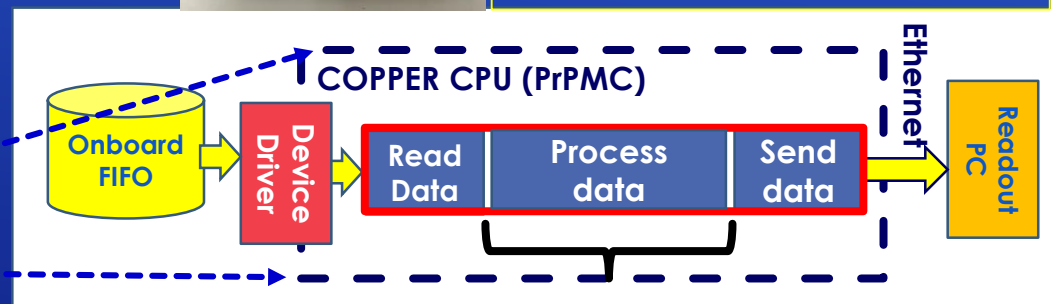 COPPER CPU (PrPMC)
Ethernet
Onboard
FIFO
Device
Driver
Read
Data
Process
data
Send
data
Readout
PC